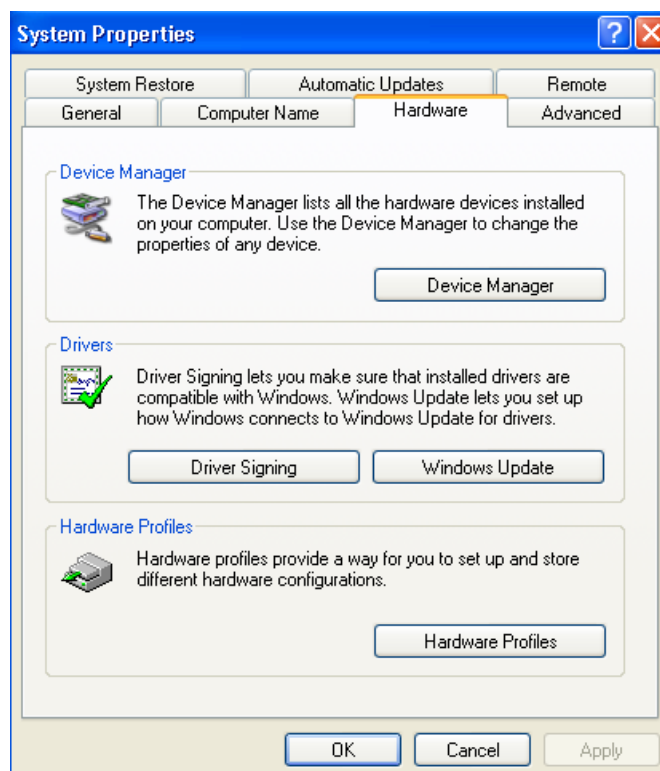 System Properties
System Restore Automatic Updates Remote
General Computer Name Hardware Advanced
Device Manager
The Device Manager lists all the hardware devices installed
on your computer. Use the Device Manager to change the
properties of any device.
Device Manager
Drivers
Driver Signing lets you make sure that installed drivers are
compatible with Windows. Windows Update lets you set up
how Windows connects to Windows Update for drivers.
Driver Signing Windows Update
Hardware Profiles
Hardware profiles provide a way for you to set up and store
different hardware configurations.
Hardware Profiles
OK Cancel Apply